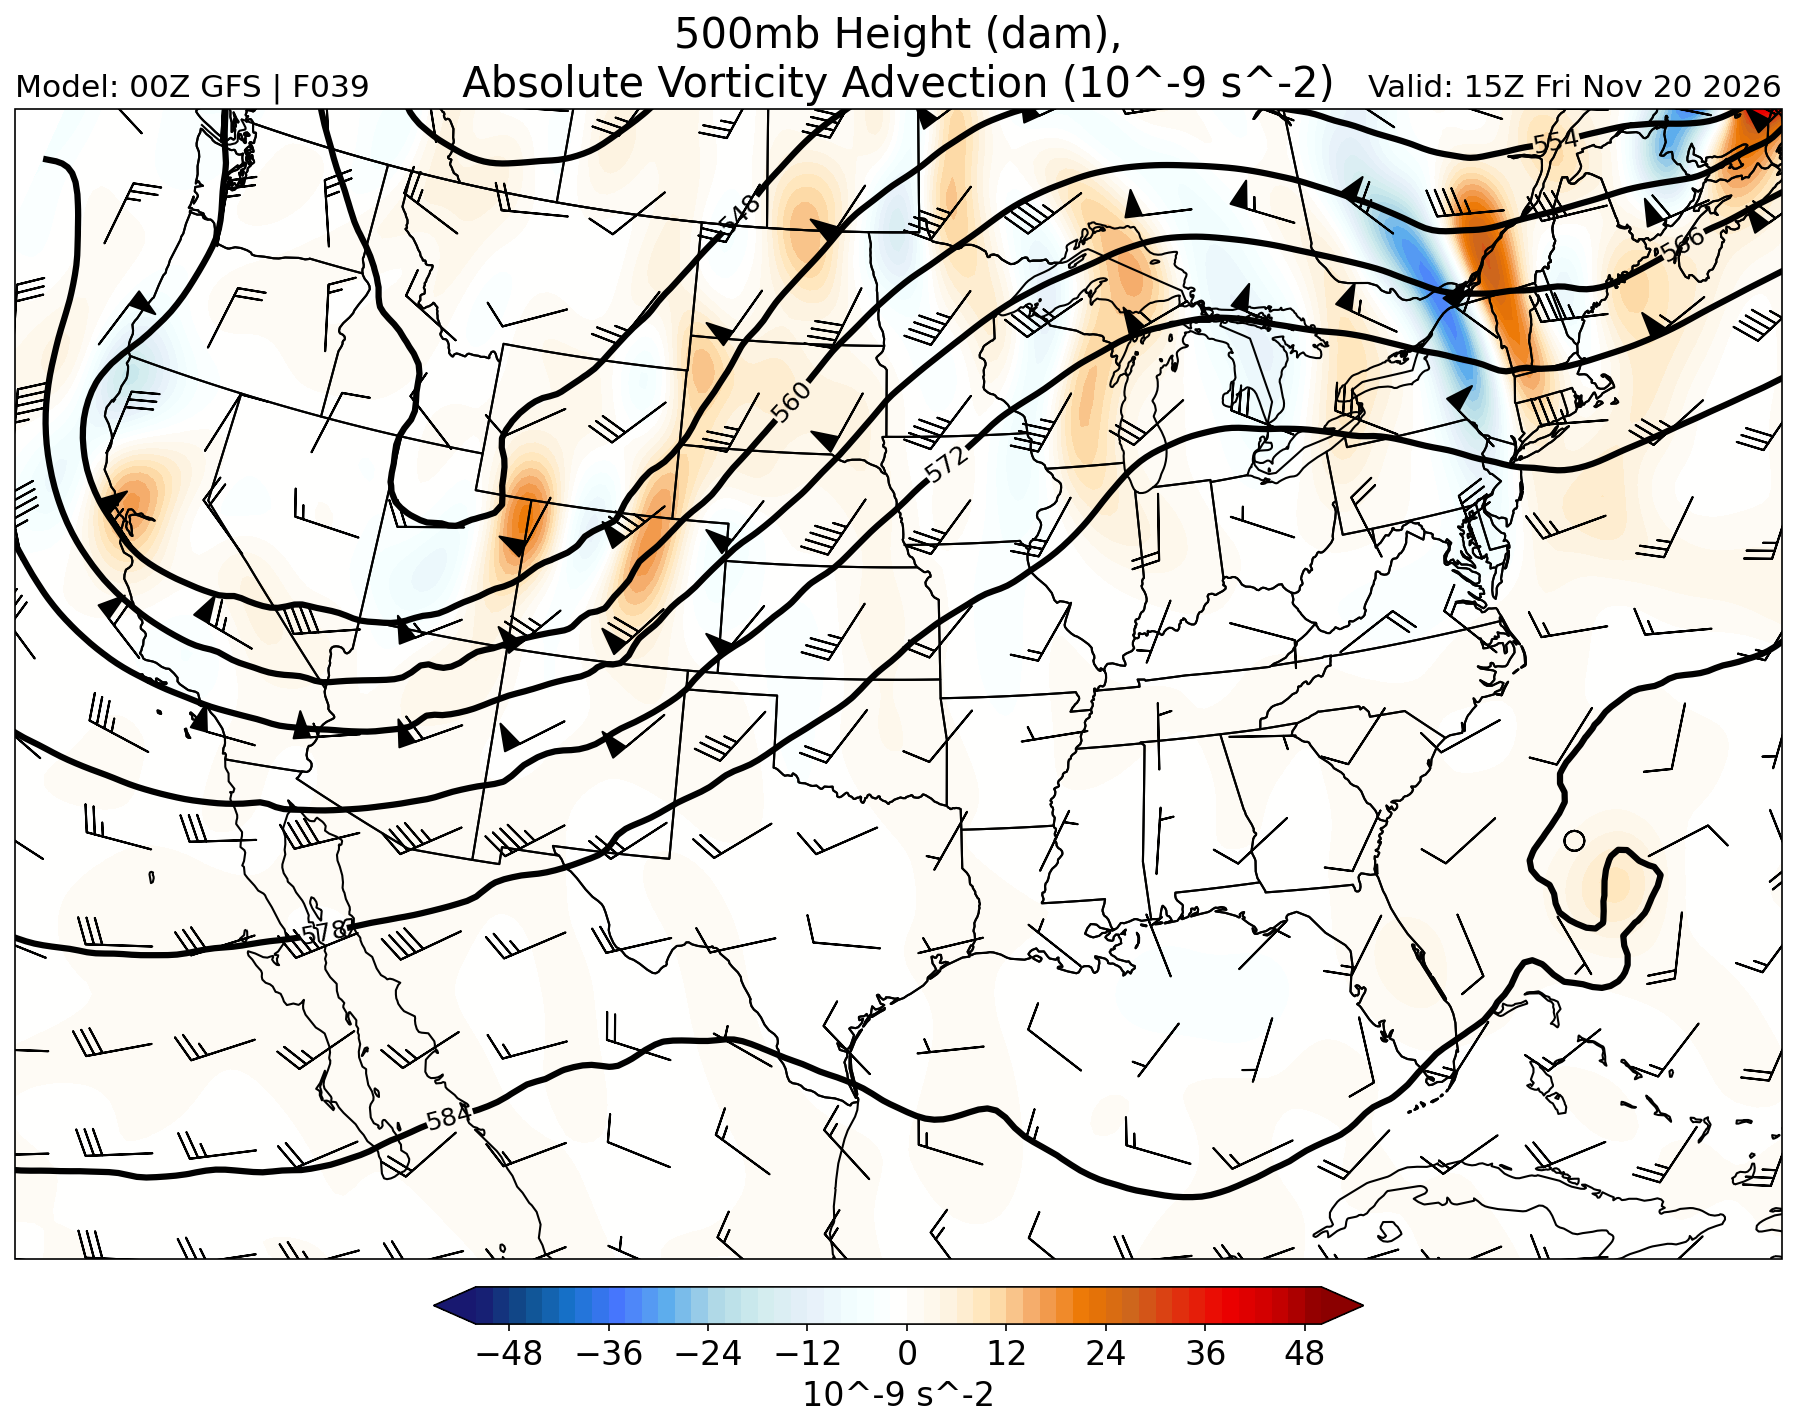 500mb Height (dam),
Model: 00Z GFS | F039
Absolute Vorticity Advection (10^-9 s^-2)
Valid: 15Z Fri Nov 20 2026
554
548
566
560
572
578
584
−48 −36 −24 −12 0 12 24 36 48
10^-9 s^-2